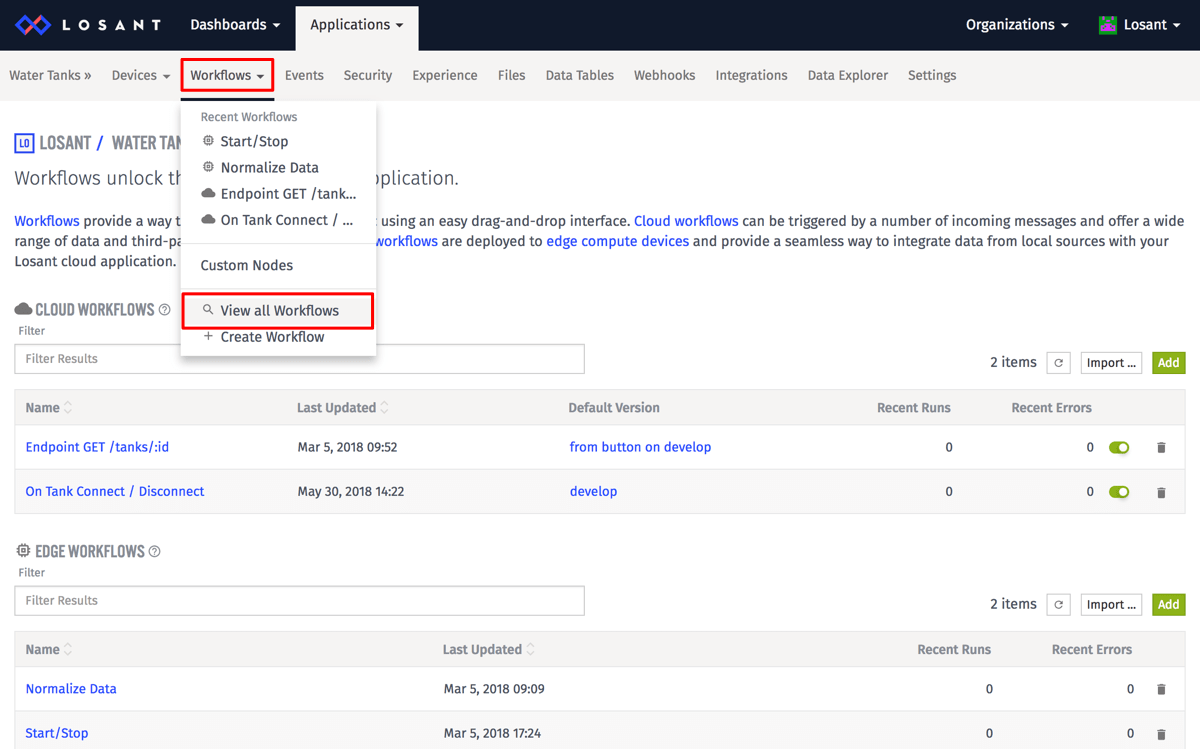 LOSANT Dashboards Applications Organizations Losant
Water Tanks » Devices Workflows Events Security Experience Files Data Tables Webhooks Integrations Data Explorer Settings
Recent Workflows
Start/Stop
Normalize Data
Endpoint GET /tank...
On Tank Connect / ...
Custom Nodes
View all Workflows
+ Create Workflow
LO LOSANT / WATER TAN
Workflows unlock th pplication.
Workflows provide a way t using an easy drag-and-drop interface. Cloud workflows can be triggered by a number of incoming messages and offer a wide
range of data and third-pa workflows are deployed to edge compute devices and provide a seamless way to integrate data from local sources with your
Losant cloud application.
CLOUD WORKFLOWS ?
Filter
Filter Results
2 items Import ... Add
Name Last Updated Default Version Recent Runs Recent Errors
Endpoint GET /tanks/:id Mar 5, 2018 09:52 from button on develop 0 0
On Tank Connect / Disconnect May 30, 2018 14:22 develop 0 0
EDGE WORKFLOWS ?
Filter
Filter Results
2 items Import ... Add
Name Last Updated Recent Runs Recent Errors
Normalize Data Mar 5, 2018 09:09 0 0
Start/Stop Mar 5, 2018 17:24 0 0